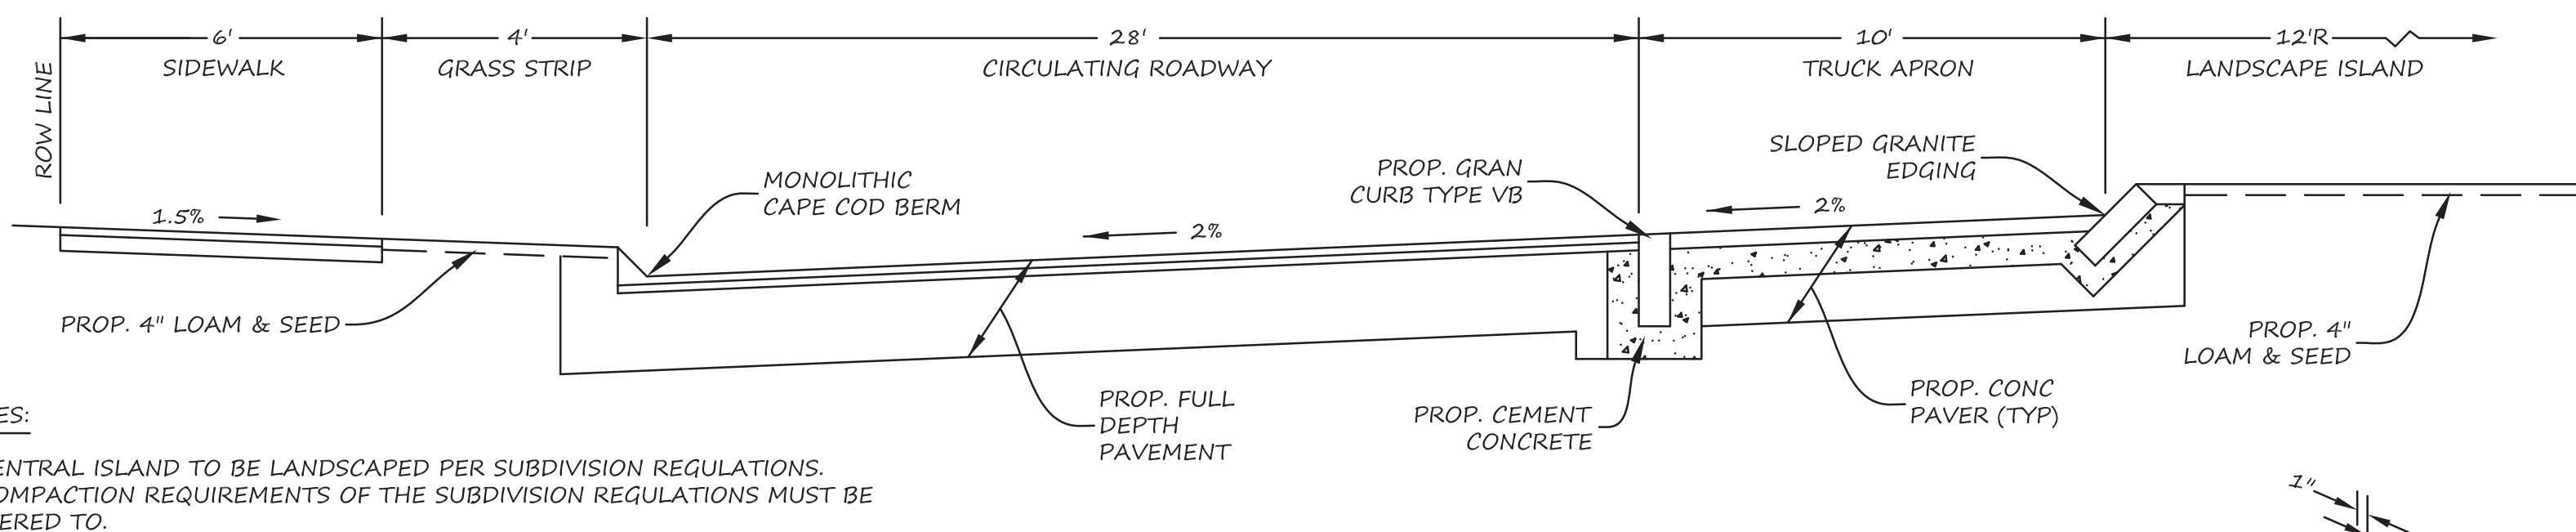 6'
SIDEWALK
4'
GRASS STRIP
28'
CIRCULATING ROADWAY
10'
TRUCK APRON
12'R
LANDSCAPE ISLAND
ROW LINE
1.5%
MONOLITHIC
CAPE COD BERM
2%
PROP. GRAN
CURB TYPE VB
SLOPED GRANITE
EDGING
2%
PROP. 4" LOAM & SEED
PROP. FULL
DEPTH
PAVEMENT
PROP. CEMENT
CONCRETE
PROP. CONC
PAVER (TYP)
PROP. 4"
LOAM & SEED
ES:
ENTRAL ISLAND TO BE LANDSCAPED PER SUBDIVISION REGULATIONS.
OMPACTION REQUIREMENTS OF THE SUBDIVISION REGULATIONS MUST BE
ERED TO.
1"